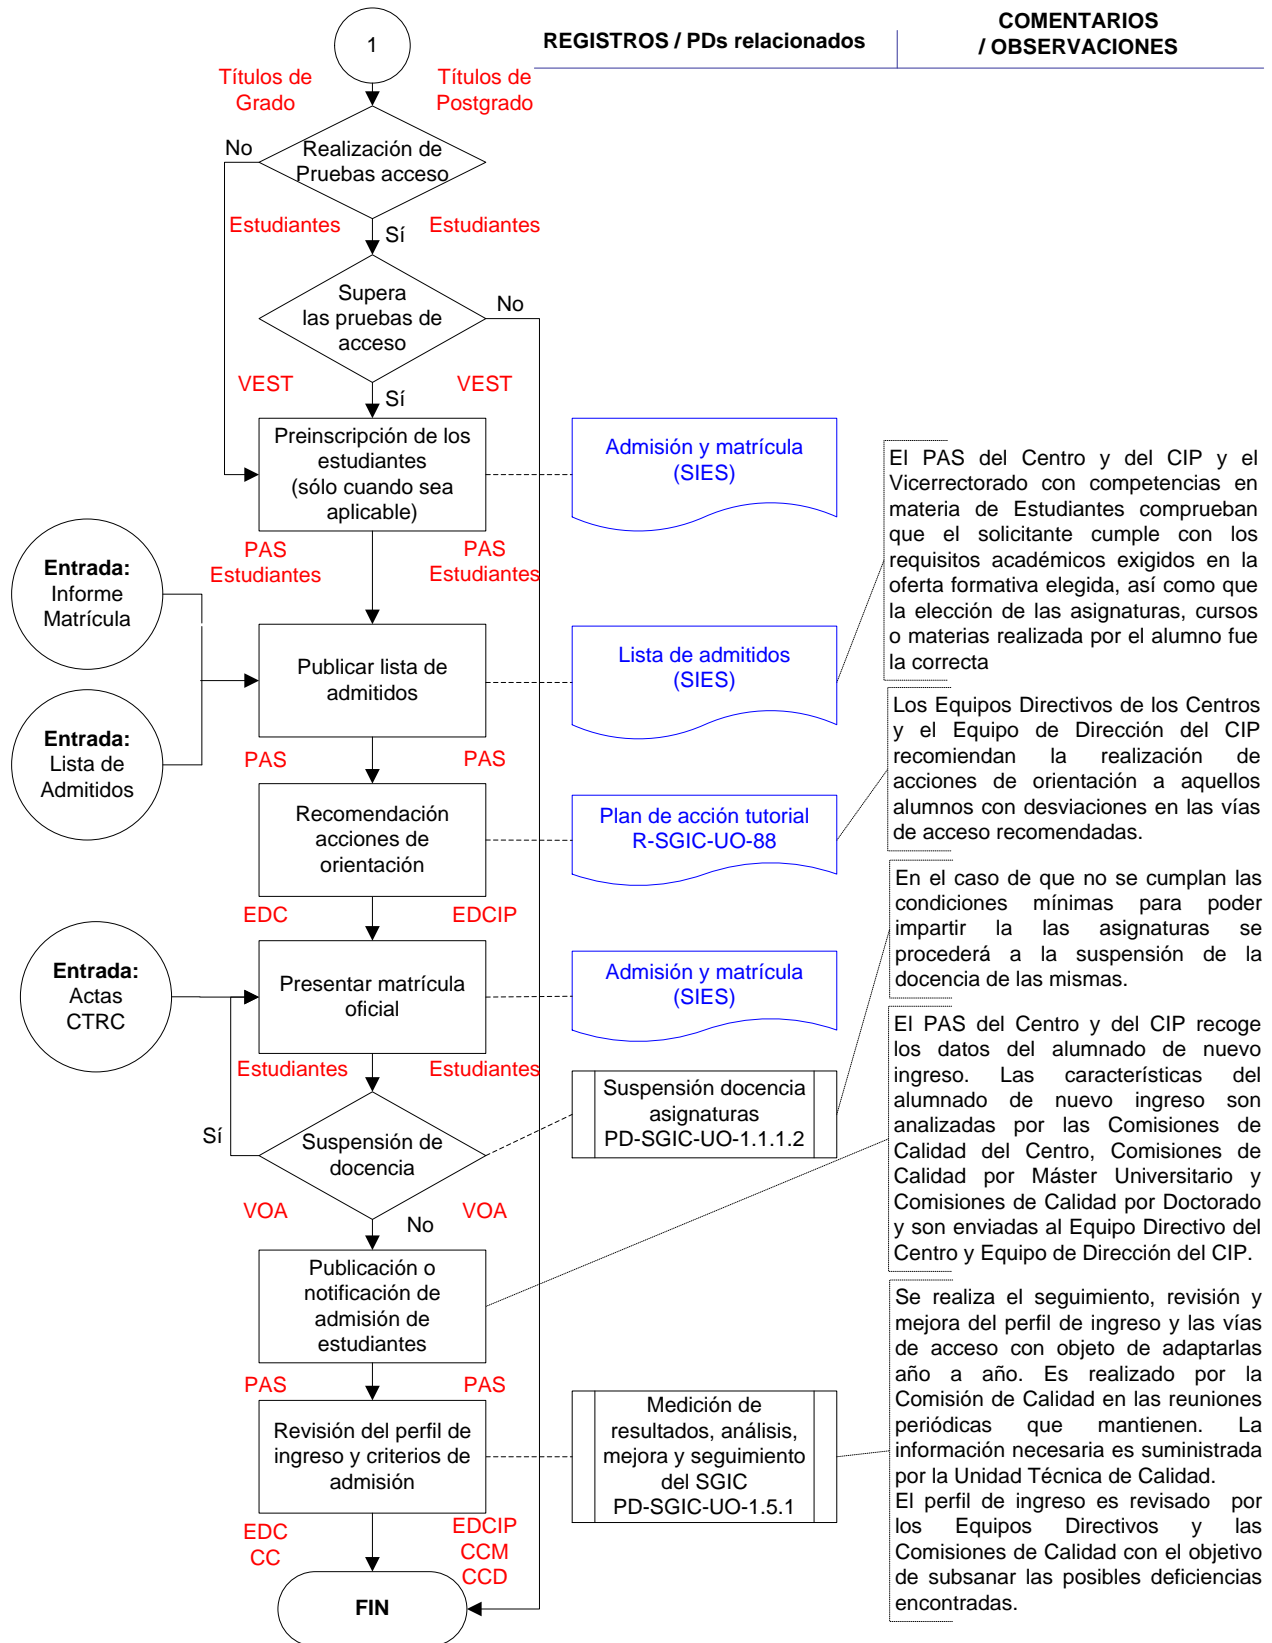 1
REGISTROS / PDs relacionados
COMENTARIOS
/ OBSERVACIONES
Títulos de
Grado
Títulos de
Postgrado
No
Realización de
Pruebas acceso
Estudiantes
Sí
Estudiantes
Supera
las pruebas de
acceso
No
VEST
VEST
Sí
Preinscripción de los
estudiantes
(sólo cuando sea
aplicable)
Admisión y matrícula
(SIES)
PAS
Estudiantes
PAS
Estudiantes
Entrada:
Informe
Matrícula
Entrada:
Lista de
Admitidos
Publicar lista de
admitidos
Lista de admitidos
(SIES)
El PAS del Centro y del CIP y el
Vicerrectorado con competencias en
materia de Estudiantes comprueban
que el solicitante cumple con los
requisitos académicos exigidos en la
oferta formativa elegida, así como que
la elección de las asignaturas, cursos
o materias realizada por el alumno fue
la correcta
PAS
PAS
Recomendación
acciones de
orientación
Plan de acción tutorial
R-SGIC-UO-88
Los Equipos Directivos de los Centros
y el Equipo de Dirección del CIP
recomiendan la realización de
acciones de orientación a aquellos
alumnos con desviaciones en las vías
de acceso recomendadas.
EDC
EDCIP
Entrada:
Actas
CTRC
Presentar matrícula
oficial
Admisión y matrícula
(SIES)
En el caso de que no se cumplan las
condiciones mínimas para poder
impartir la las asignaturas se
procederá a la suspensión de la
docencia de las mismas.
Estudiantes
Estudiantes
Sí
Suspensión de
docencia
Suspensión docencia
asignaturas
PD-SGIC-UO-1.1.1.2
El PAS del Centro y del CIP recoge
los datos del alumnado de nuevo
ingreso. Las características del
alumnado de nuevo ingreso son
analizadas por las Comisiones de
Calidad del Centro, Comisiones de
Calidad por Máster Universitario y
Comisiones de Calidad por Doctorado
y son enviadas al Equipo Directivo del
Centro y Equipo de Dirección del CIP.
VOA
VOA
No
Publicación o
notificación de
admisión de
estudiantes
PAS
PAS
Revisión del perfil de
ingreso y criterios de
admisión
Medición de
resultados, análisis,
mejora y seguimiento
del SGIC
PD-SGIC-UO-1.5.1
Se realiza el seguimiento, revisión y
mejora del perfil de ingreso y las vías
de acceso con objeto de adaptarlas
año a año. Es realizado por la
Comisión de Calidad en las reuniones
periódicas que mantienen. La
información necesaria es suministrada
por la Unidad Técnica de Calidad.
El perfil de ingreso es revisado por
los Equipos Directivos y las
Comisiones de Calidad con el objetivo
de subsanar las posibles deficiencias
encontradas.
EDC
CC
EDCIP
CCM
CCD
FIN